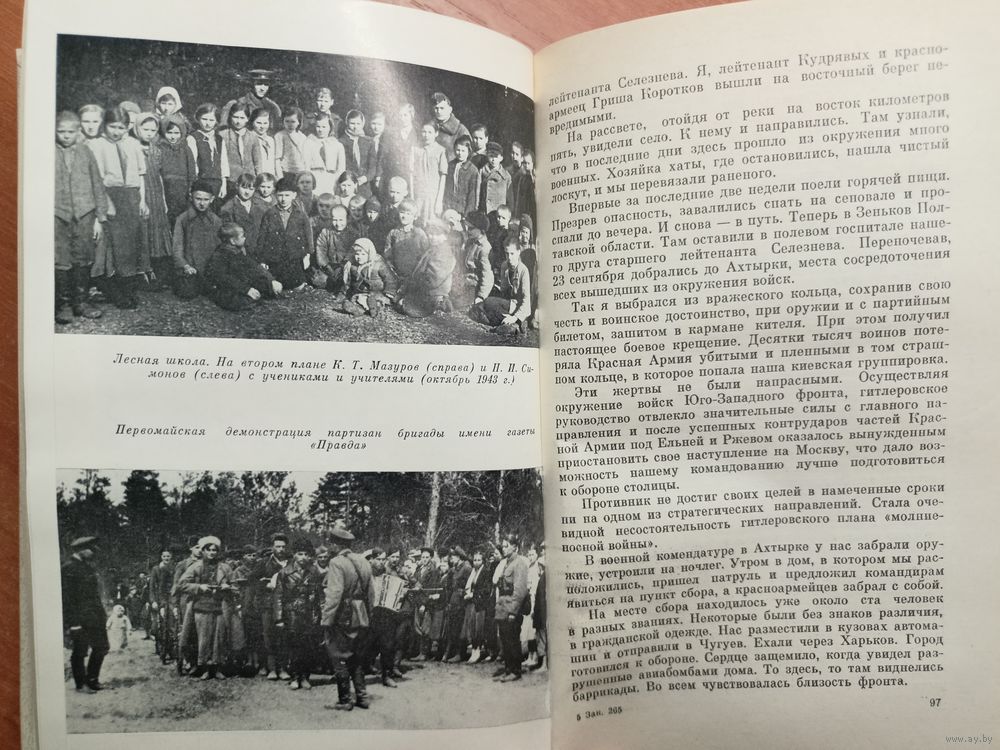 Лесная школа. На втором плане К. Т. Мазуров (справа) и П. И. Си-
монов (слева) с учениками и учителями (октябрь 1943 г.)
Первомайская демонстрация партизан бригады имени газеты
«Правда»
лейтенанта Селезнева. Я, лейтенант Кудрявых и красно-
армеец Гриша Коротков вышли на восточный берег не-
вредимыми.
На рассвете, отойдя от реки на восток километров
пять, увидели село. К нему и направились. Там узнали,
что в последние дни здесь прошло из окружения много
военных. Хозяйка хаты, где остановились, нашла чистый
лоскут, и мы перевязали раненого.
Впервые за последние две недели поели горячей пищи.
Презрев опасность, завалились спать на сеновале и про-
спали до вечера. И снова — в путь. Теперь в Зеньков Пол-
тавской области. Там оставили в полевом госпитале наше-
го друга старшего лейтенанта Селезнева. Переночевав,
23 сентября добрались до Ахтырки, места сосредоточения
всех вышедших из окружения войск.
Так я выбрался из вражеского кольца, сохранив свою
честь и воинское достоинство, при оружии и с партийным
билетом, зашитом в кармане кителя. При этом получил
настоящее боевое крещение. Десятки тысяч воинов поте-
ряла Красная Армия убитыми и пленными в том страш-
ном кольце, в которое попала наша киевская группировка.
Эти жертвы не были напрасными. Осуществляя
окружение войск Юго-Западного фронта, гитлеровское
руководство отвлекло значительные силы с главного на-
правления и после успешных контрударов частей Крас-
ной Армии под Ельней и Ржевом оказалось вынужденным
приостановить свое наступление на Москву, что дало воз-
можность нашему командованию лучше подготовиться
к обороне столицы.
Противник не достиг своих целей в намеченные сроки
ни на одном из стратегических направлений. Стала оче-
видной несостоятельность гитлеровского плана «молние-
носной войны».
В военной комендатуре в Ахтырке у нас забрали ору-
жие, устроили на ночлег. Утром в дом, в котором мы рас-
положились, пришел патруль и предложил командирам
явиться на пункт сбора, а красноармейцев забрал с собой.
На месте сбора находилось уже около ста человек
в разных званиях. Некоторые были без знаков различия,
в гражданской одежде. Нас разместили в кузовах автома-
шин и отправили в Чугуев. Ехали через Харьков. Город
готовился к обороне. Сердце защемило, когда увидел раз-
рушенные авиабомбами дома. То здесь, то там виднелись
баррикады. Во всем чувствовалась близость фронта.
5 Зак. 265
97
www.ay.by